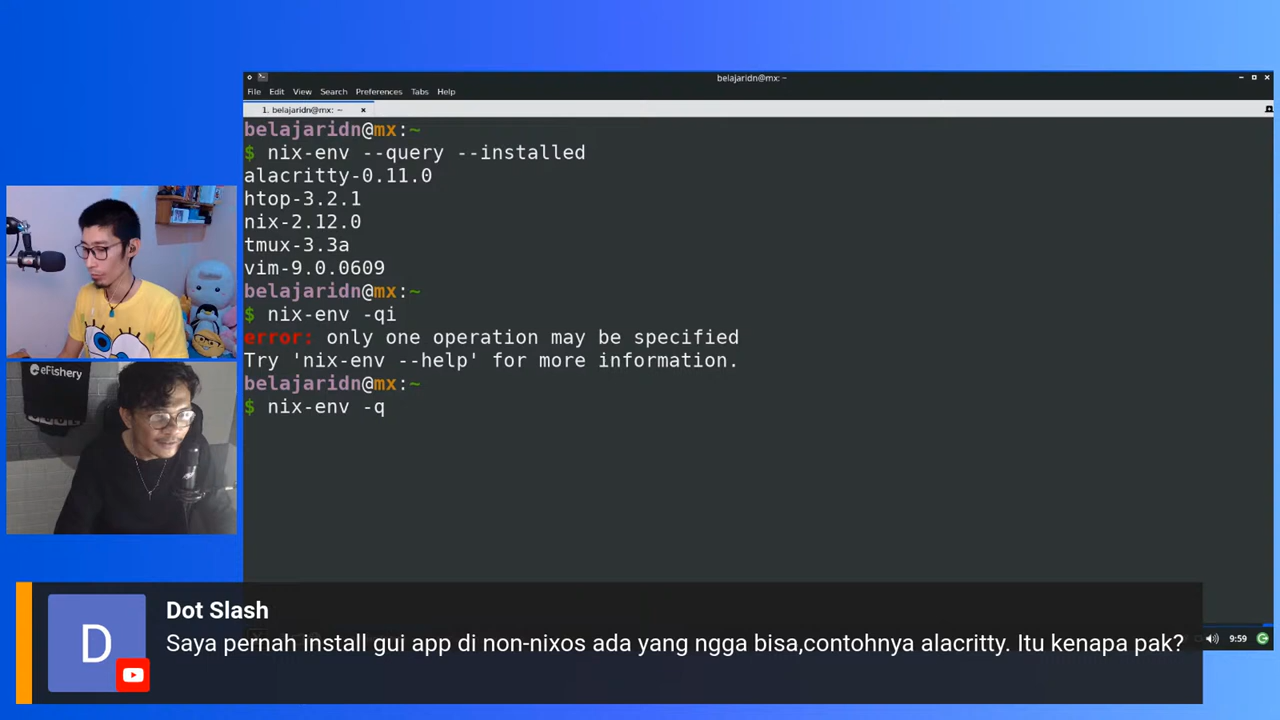 belajaridn@mx: ~
File Edit View Search Preferences Tabs Help
1. belajaridn@mx: ~ ×
belajaridn@mx:~
$ nix-env --query --installed
alacritty-0.11.0
htop-3.2.1
nix-2.12.0
tmux-3.3a
vim-9.0.0609
belajaridn@mx:~
$ nix-env -qi
error: only one operation may be specified
Try 'nix-env --help' for more information.
belajaridn@mx:~
$ nix-env -q
eFishery
D
Dot Slash
Saya pernah install gui app di non-nixos ada yang ngga bisa,contohnya alacritty. Itu kenapa pak?
9:59